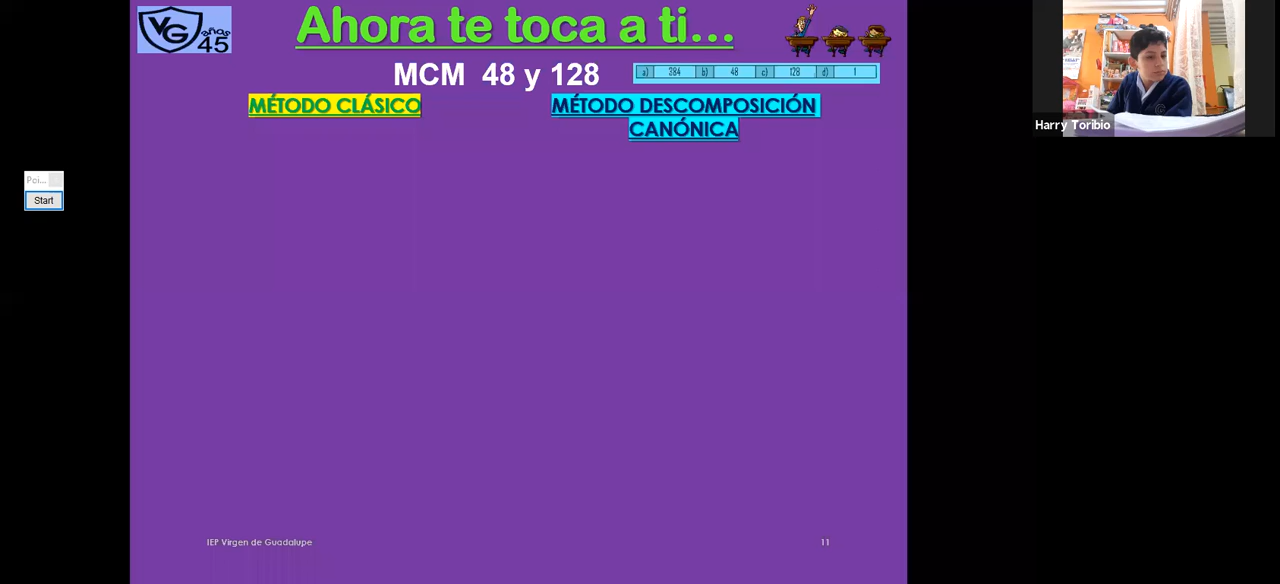 VG años 45
Ahora te toca a ti...
MCM 48 y 128
a) 384 b) 48 c) 128 d) 1
MÉTODO CLÁSICO
MÉTODO DESCOMPOSICIÓN
CANÓNICA
Harry Toribio
Poi...
Start
IEP Virgen de Guadalupe
11